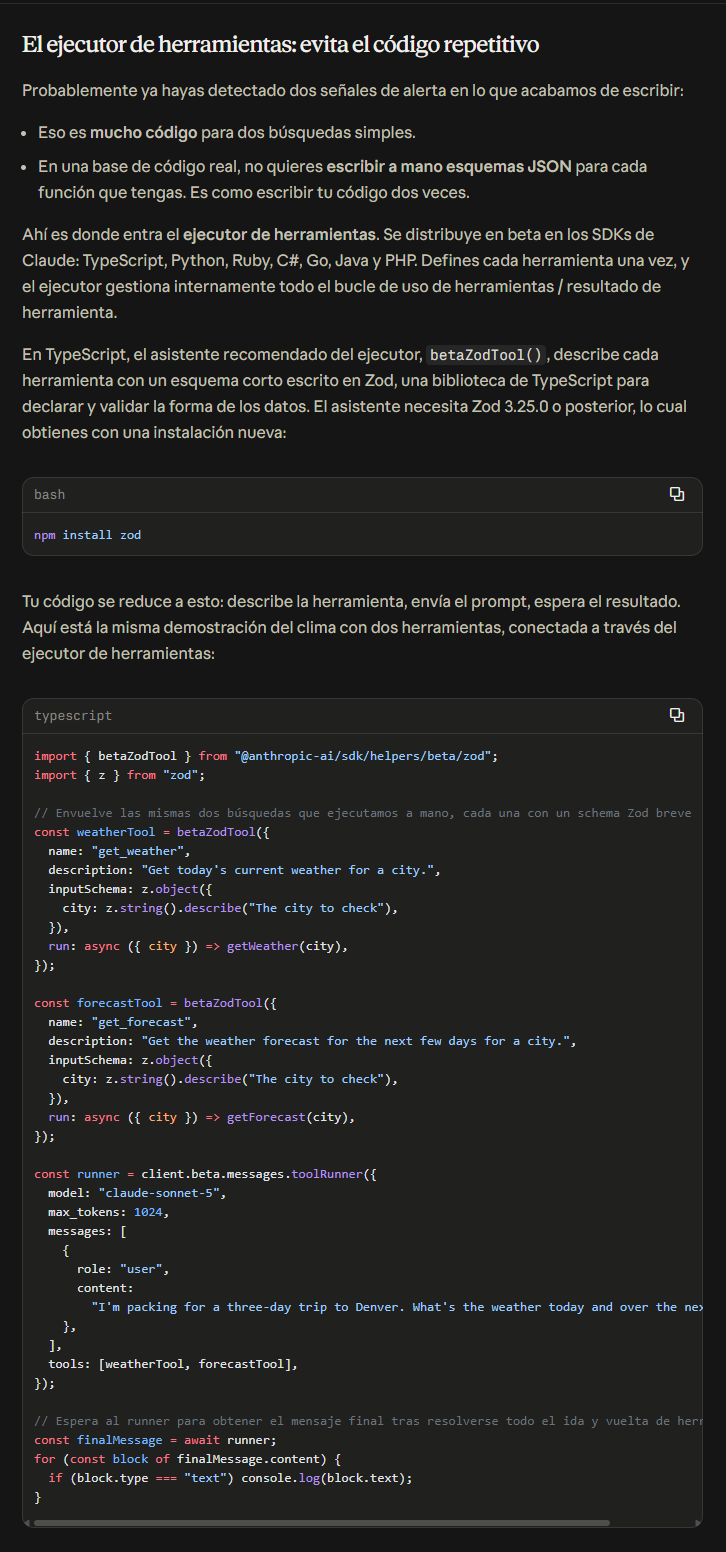 El ejecutor de herramientas: evita el código repetitivo
Probablemente ya hayas detectado dos señales de alerta en lo que acabamos de escribir:
• Eso es mucho código para dos búsquedas simples.
• En una base de código real, no quieres escribir a mano esquemas JSON para cada
función que tengas. Es como escribir tu código dos veces.
Ahí es donde entra el ejecutor de herramientas. Se distribuye en beta en los SDKs de
Claude: TypeScript, Python, Ruby, C#, Go, Java y PHP. Defines cada herramienta una vez, y
el ejecutor gestiona internamente todo el bucle de uso de herramientas / resultado de
herramienta.
En TypeScript, el asistente recomendado del ejecutor, betaZodTool(), describe cada
herramienta con un esquema corto escrito en Zod, una biblioteca de TypeScript para
declarar y validar la forma de los datos. El asistente necesita Zod 3.25.0 o posterior, lo cual
obtienes con una instalación nueva:
bash
npm install zod
Tu código se reduce a esto: describe la herramienta, envía el prompt, espera el resultado.
Aquí está la misma demostración del clima con dos herramientas, conectada a través del
ejecutor de herramientas:
typescript
import { betaZodTool } from "@anthropic-ai/sdk/helpers/beta/zod";
import { z } from "zod";
// Envuelve las mismas dos búsquedas que ejecutamos a mano, cada una con un schema Zod breve
const weatherTool = betaZodTool({
  name: "get_weather",
  description: "Get today's current weather for a city.",
  inputSchema: z.object({
    city: z.string().describe("The city to check"),
  }),
  run: async ({ city }) => getWeather(city),
});
const forecastTool = betaZodTool({
  name: "get_forecast",
  description: "Get the weather forecast for the next few days for a city.",
  inputSchema: z.object({
    city: z.string().describe("The city to check"),
  }),
  run: async ({ city }) => getForecast(city),
});
const runner = client.beta.messages.toolRunner({
  model: "claude-sonnet-5",
  max_tokens: 1024,
  messages: [
    {
      role: "user",
      content:
        "I'm packing for a three-day trip to Denver. What's the weather today and over the
    },
  ],
  tools: [weatherTool, forecastTool],
});
// Espera al runner para obtener el mensaje final tras resolverse todo el ida y vuelta de
const finalMessage = await runner;
for (const block of finalMessage.content) {
  if (block.type === "text") console.log(block.text);
}